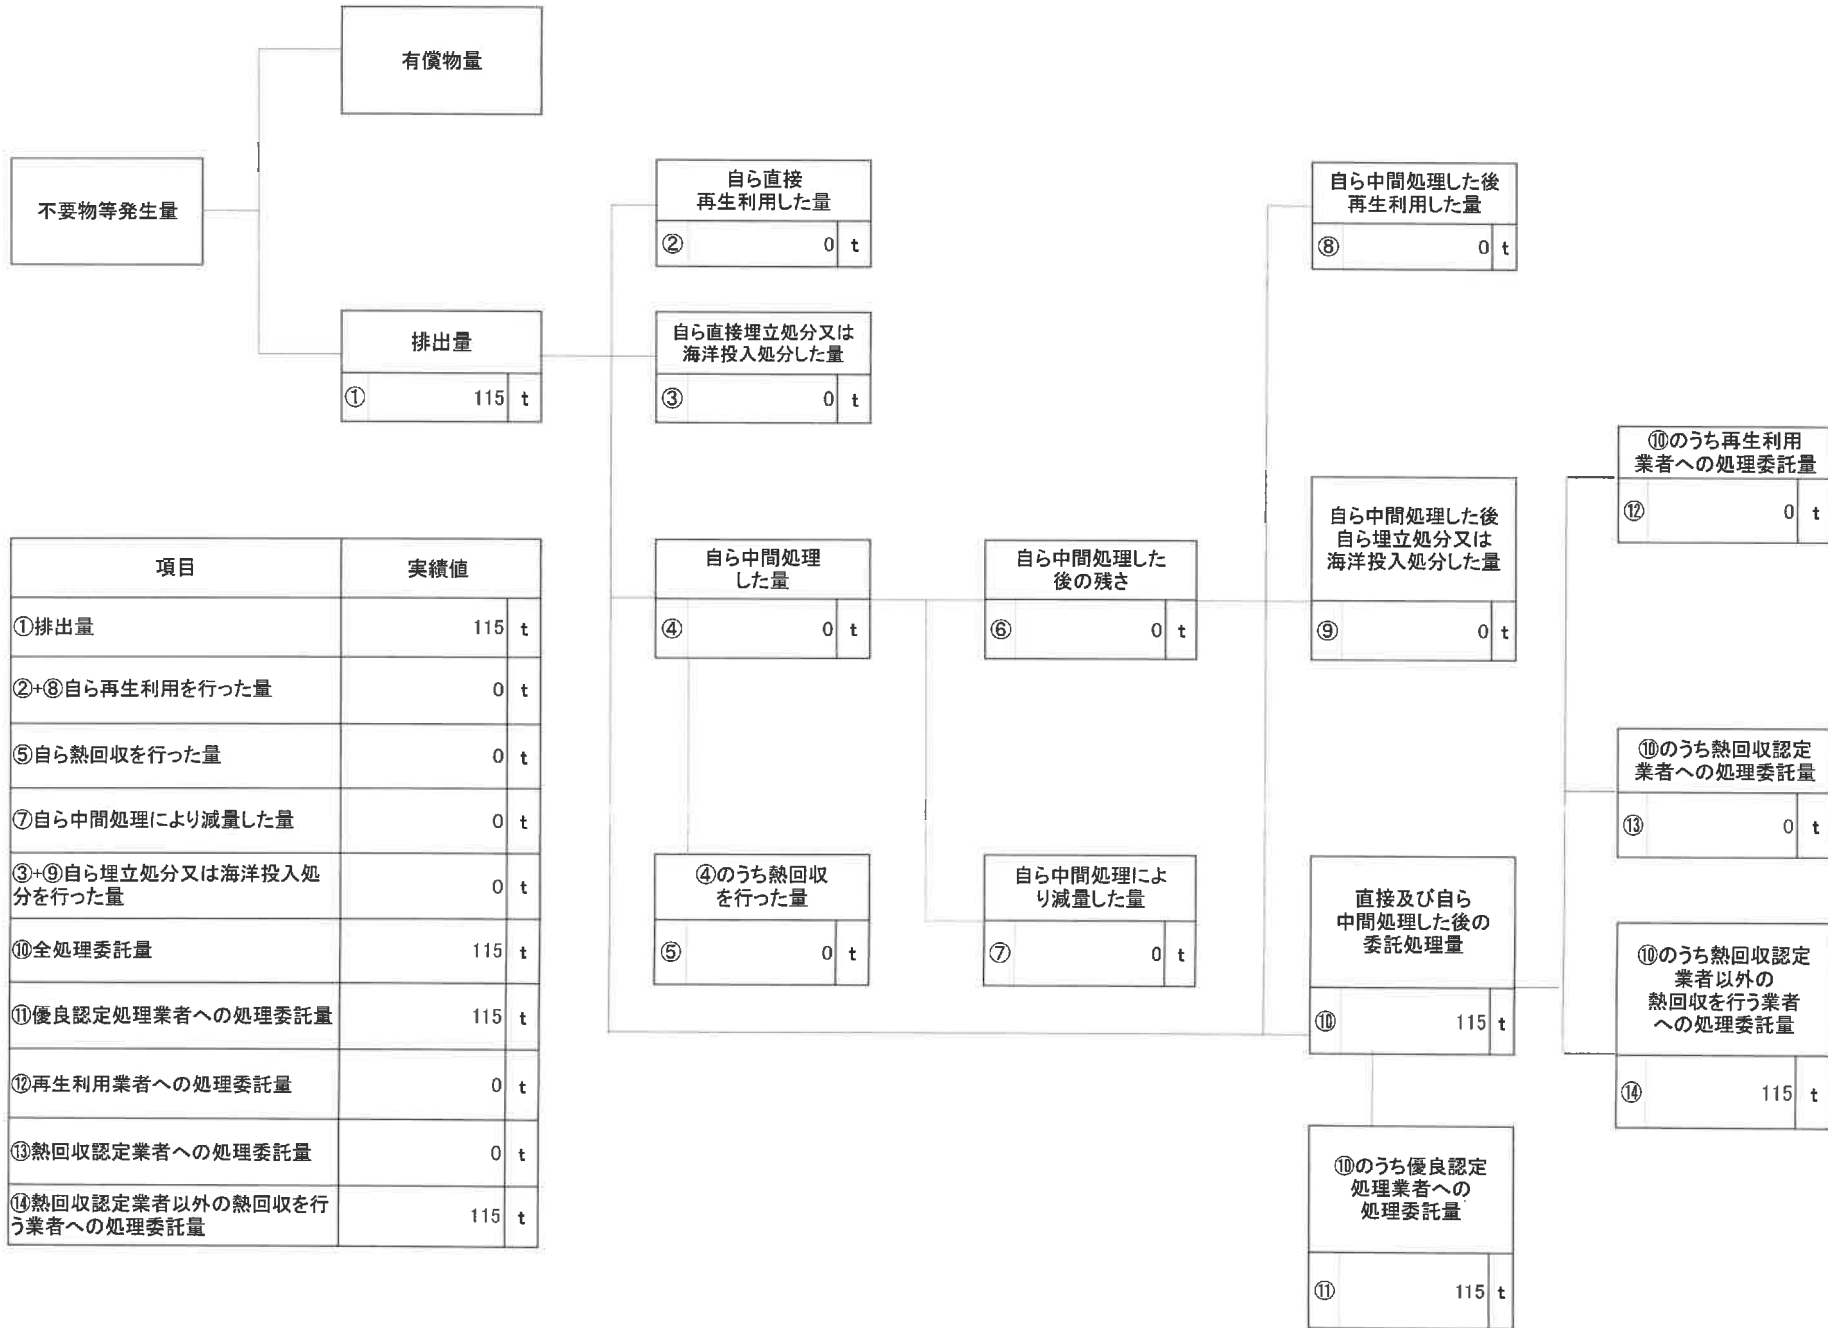 有償物量
不要物等発生量
排出量
① 115 t
自ら直接
再生利用した量
② 0 t
自ら直接埋立処分又は
海洋投入処分した量
③ 0 t
自ら中間処理
した量
④ 0 t
④のうち熱回収
を行った量
⑤ 0 t
自ら中間処理した
後の残さ
⑥ 0 t
自ら中間処理によ
り減量した量
⑦ 0 t
自ら中間処理した後
再生利用した量
⑧ 0 t
自ら中間処理した後
自ら埋立処分又は
海洋投入処分した量
⑨ 0 t
直接及び自ら
中間処理した後の
委託処理量
⑩ 115 t
⑩のうち優良認定
処理業者への
処理委託量
⑪ 115 t
⑩のうち再生利用
業者への処理委託量
⑫ 0 t
⑩のうち熱回収認定
業者への処理委託量
⑬ 0 t
⑩のうち熱回収認定
業者以外の
熱回収を行う業者
への処理委託量
⑭ 115 t
項目 実績値
①排出量 115 t
②+⑧自ら再生利用を行った量 0 t
⑤自ら熱回収を行った量 0 t
⑦自ら中間処理により減量した量 0 t
③+⑨自ら埋立処分又は海洋投入処
分を行った量 0 t
⑩全処理委託量 115 t
⑪優良認定処理業者への処理委託量 115 t
⑫再生利用業者への処理委託量 0 t
⑬熱回収認定業者への処理委託量 0 t
⑭熱回収認定業者以外の熱回収を行
う業者への処理委託量 115 t